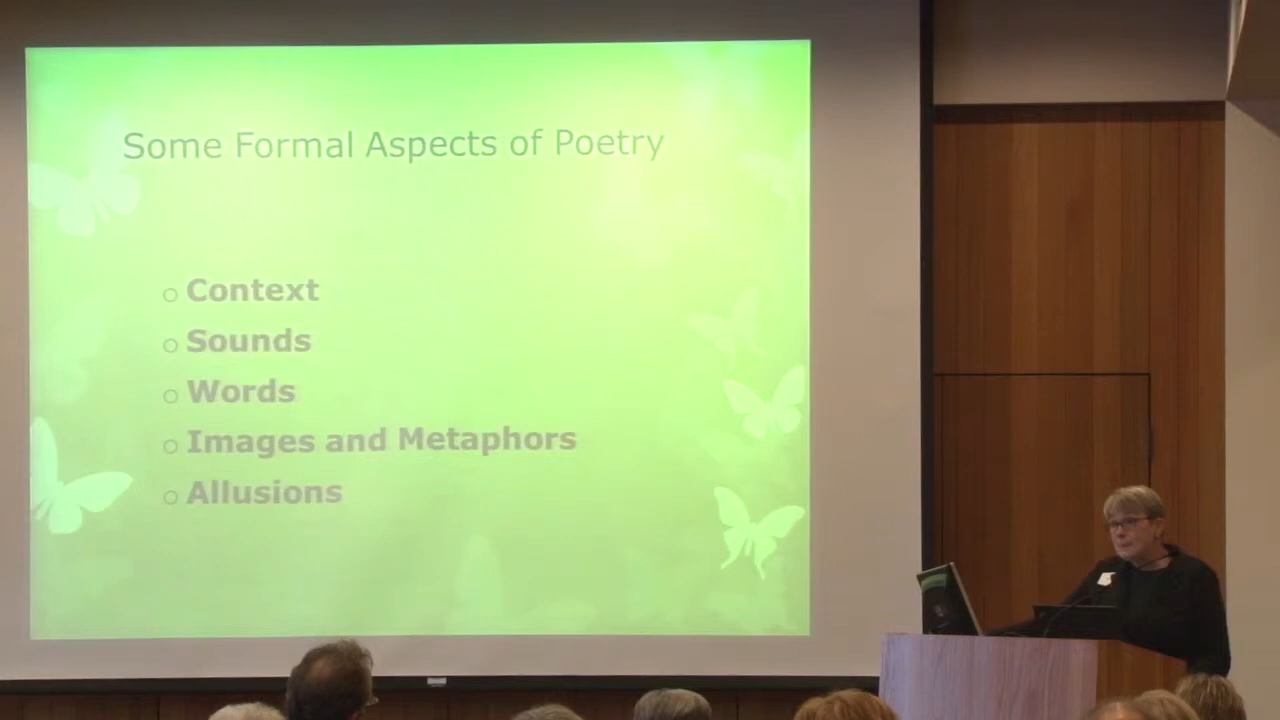 Some Formal Aspects of Poetry
Context
Sounds
Words
Images and Metaphors
Allusions